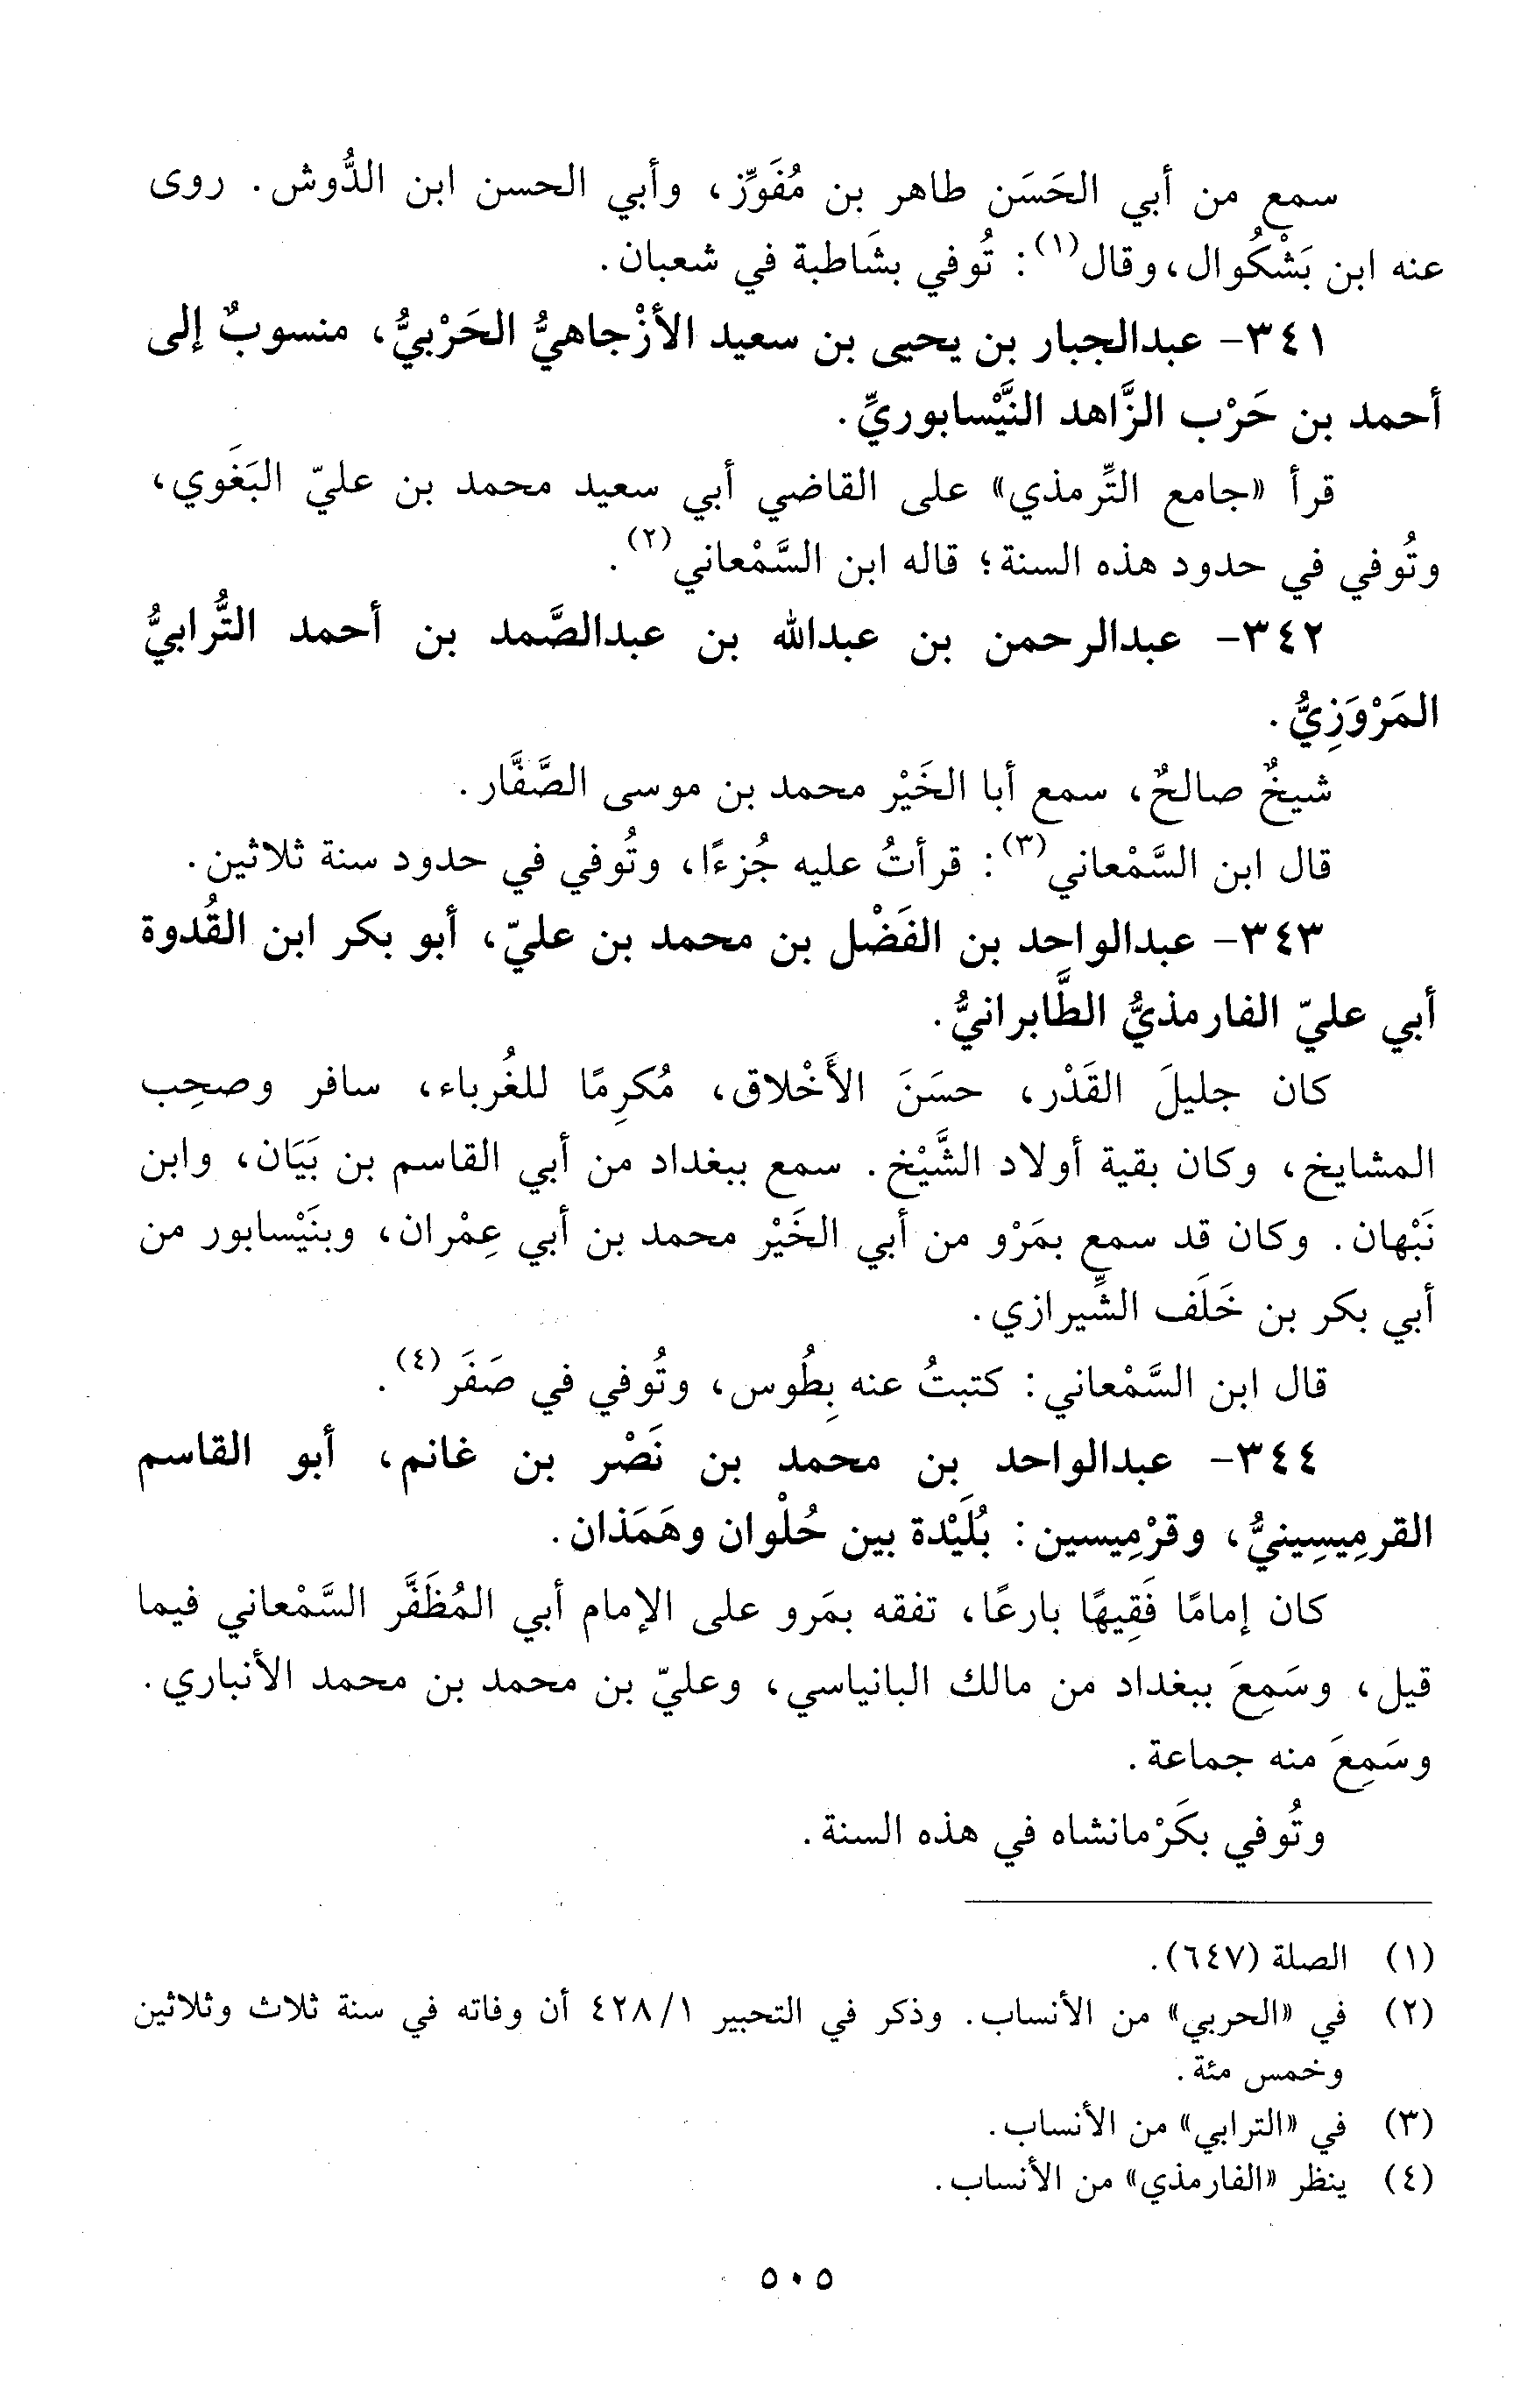 سمع من أبي الحَسَن طاهر بن مُفَوِّز، وأبي الحسن ابن الدُّوش. روى
عنه ابن بَشْكُوال، وقال(١): تُوفي بشَاطبة في شعبان.
٣٤١- عبدالجبار بن يحيى بن سعيد الأزْجاهيُّ الحَرْبيُّ، منسوبٌ إلى
أحمد بن حَرْب الزَّاهد النَّيْسابوريِّ.
قرأ «جامع التِّرمذي» على القاضي أبي سعيد محمد بن عليّ البَغَوي،
وتُوفي في حدود هذه السنة؛ قاله ابن السَّمْعاني(٢).
٣٤٢- عبدالرحمن بن عبدالله بن عبدالصَّمد بن أحمد التُّرابيُّ
المَرْوَزِيُّ.
شيخٌ صالحٌ، سمع أبا الخَيْر محمد بن موسى الصَّفَّار.
قال ابن السَّمْعاني(٣): قرأتُ عليه جُزءًا، وتُوفي في حدود سنة ثلاثين.
٣٤٣- عبدالواحد بن الفَضْل بن محمد بن عليّ، أبو بكر ابن القُدوة
أبي عليّ الفارمذيُّ الطَّابرانيُّ.
كان جليلَ القَدْر، حسَنَ الأَخْلاق، مُكرِمًا للغُرباء، سافر وصحِب
المشايخ، وكان بقية أولاد الشَّيْخ. سمع ببغداد من أبي القاسم بن بَيَان، وابن
نَبْهان. وكان قد سمع بمَرْو من أبي الخَيْر محمد بن أبي عِمْران، وبنَيْسابور من
أبي بكر بن خَلَف الشِّيرازي.
قال ابن السَّمْعاني: كتبتُ عنه بِطُوس، وتُوفي في صَفَر(٤).
٣٤٤- عبدالواحد بن محمد بن نَصْر بن غانم، أبو القاسم
القرمِيسِينيُّ، وقرْمِيسين: بُلَيْدة بين حُلْوان وهَمَذان.
كان إمامًا فَقِيهًا بارعًا، تفقه بمَرو على الإمام أبي المُظَفَّر السَّمْعاني فيما
قيل، وسَمِعَ ببغداد من مالك البانياسي، وعليّ بن محمد بن محمد الأنباري.
وسَمِعَ منه جماعة.
وتُوفي بكَرْمانشاه في هذه السنة.
(١) الصلة (٦٤٧).
(٢) في «الحربي» من الأنساب. وذكر في التحبير ٤٢٨/١ أن وفاته في سنة ثلاث وثلاثين
وخمس مئة.
(٣) في «الترابي» من الأنساب.
(٤) ينظر «الفارمذي» من الأنساب.
٥٠٥